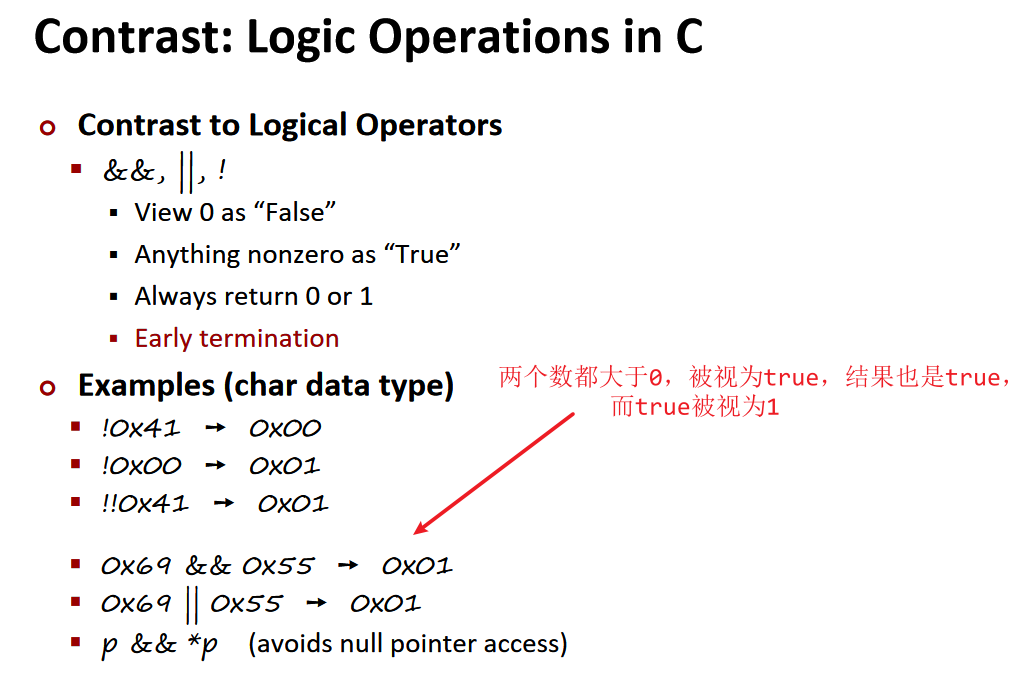 Contrast: Logic Operations in C
Contrast to Logical Operators
&&, ||, !
View 0 as “False”
Anything nonzero as “True”
Always return 0 or 1
Early termination
Examples (char data type)
两个数都大于0，被视为true，结果也是true，
而true被视为1
!0x41 → 0x00
!0x00 → 0x01
!!0x41 → 0x01
0x69 && 0x55 → 0x01
0x69 || 0x55 → 0x01
p && *p (avoids null pointer access)